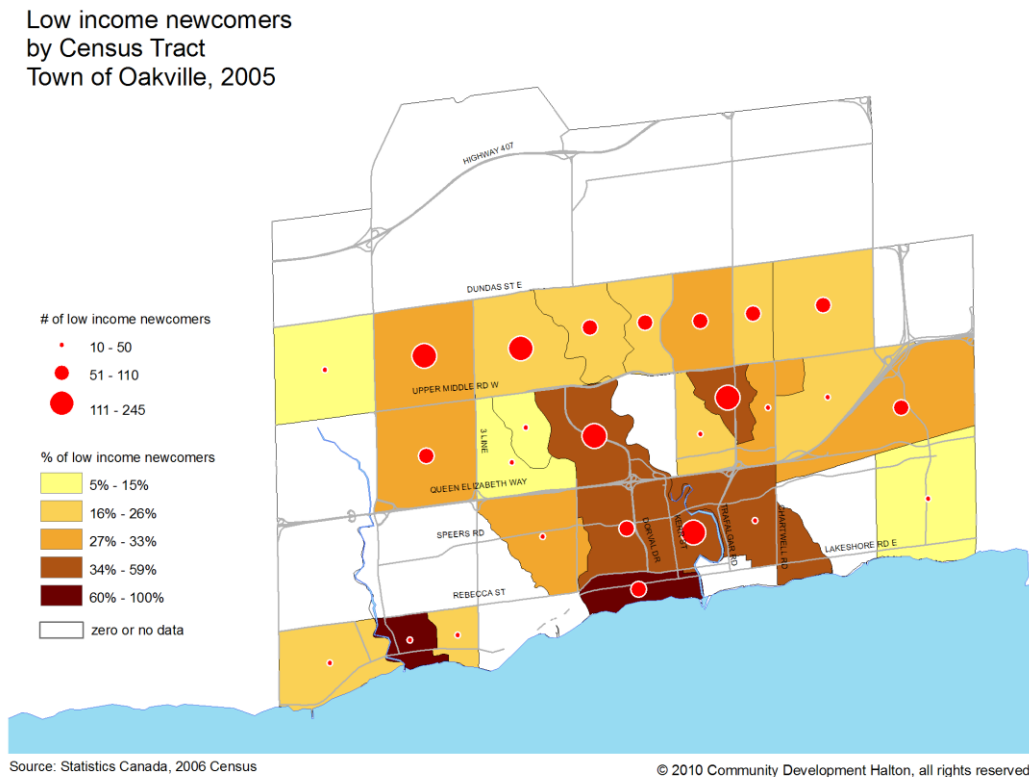 Low income newcomers
by Census Tract
Town of Oakville, 2005
HIGHWAY 407
DUNDAS ST E
# of low income newcomers
10 - 50
51 - 110
111 - 245
UPPER MIDDLE RD W
3 LINE
% of low income newcomers
5% - 15%
16% - 26%
27% - 33%
34% - 59%
60% - 100%
zero or no data
QUEEN ELIZABETH WAY
SPEERS RD
DORVAL DR
KERR ST
TRAFALGAR RD
CHARTWELL RD
LAKESHORE RD E
REBECCA ST
Source: Statistics Canada, 2006 Census
© 2010 Community Development Halton, all rights reserved